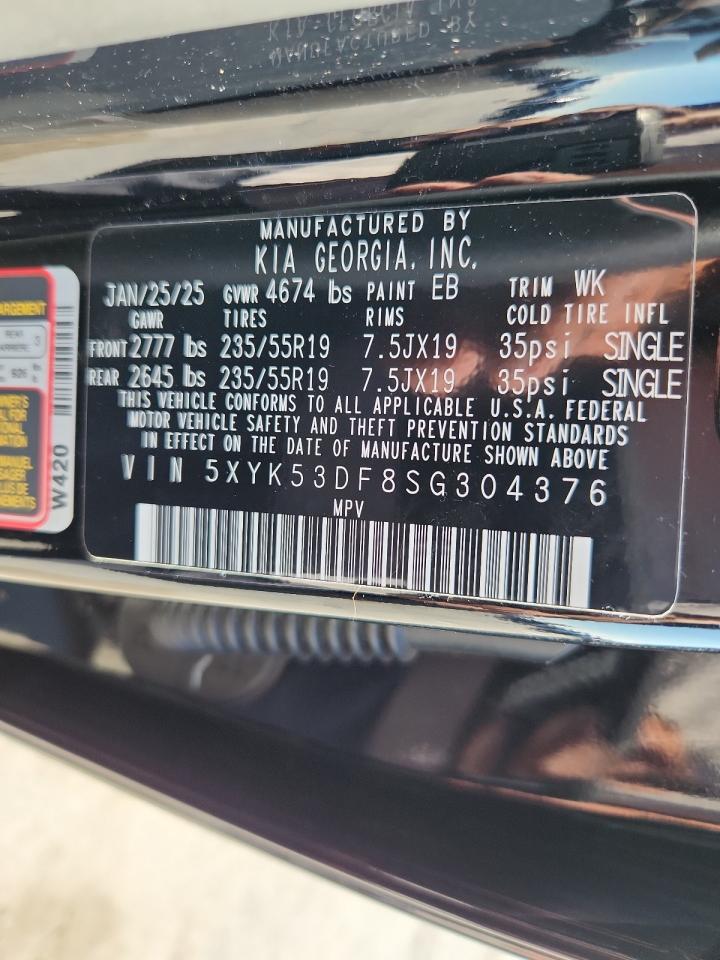 MANUFACTURED BY
KIA GEORGIA, INC.
JAN/25/25 GVWR 4674 lbs PAINT EB TRIM WK
GAWR TIRES RIMS COLD TIRE INFL
FRONT 2777 lbs 235/55R19 7.5JX19 35psi SINGLE
REAR 2645 lbs 235/55R19 7.5JX19 35psi SINGLE
THIS VEHICLE CONFORMS TO ALL APPLICABLE U.S.A. FEDERAL
MOTOR VEHICLE SAFETY AND THEFT PREVENTION STANDARDS
IN EFFECT ON THE DATE OF MANUFACTURE SHOWN ABOVE
VIN 5XYK53DF8SG304376
MPV
W420
REAR
3